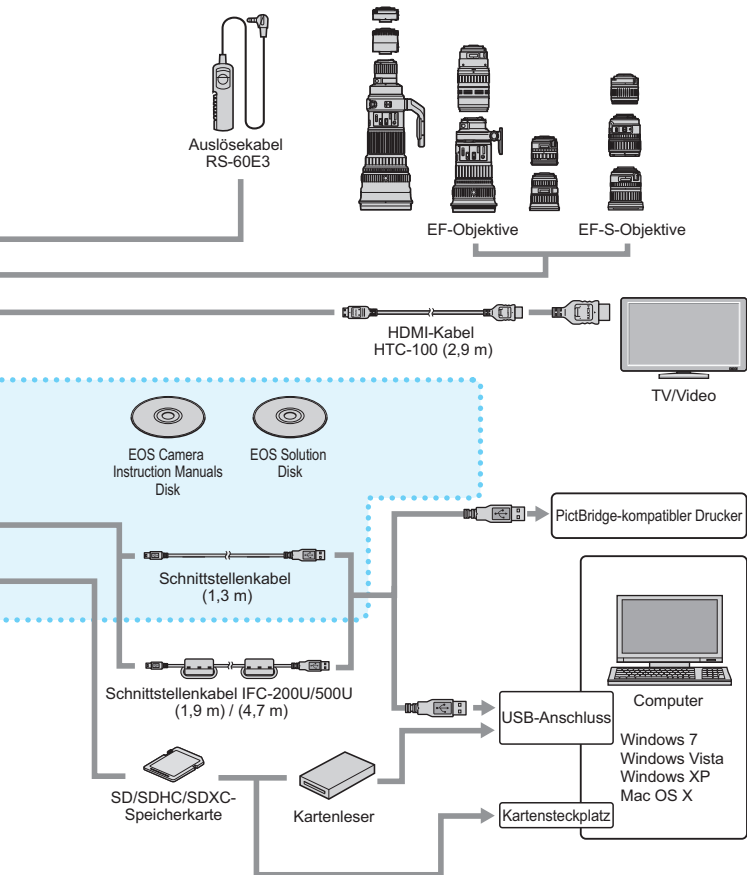 Auslösekabel
RS-60E3
EF-Objektive
EF-S-Objektive
HDMI-Kabel
HTC-100 (2,9 m)
TV/Video
EOS Camera
Instruction Manuals
Disk
EOS Solution
Disk
PictBridge-kompatibler Drucker
Schnittstellenkabel
(1,3 m)
Schnittstellenkabel IFC-200U/500U
(1,9 m) / (4,7 m)
USB-Anschluss
Computer
Windows 7
Windows Vista
Windows XP
Mac OS X
SD/SDHC/SDXC-
Speicherkarte
Kartenleser
Kartensteckplatz